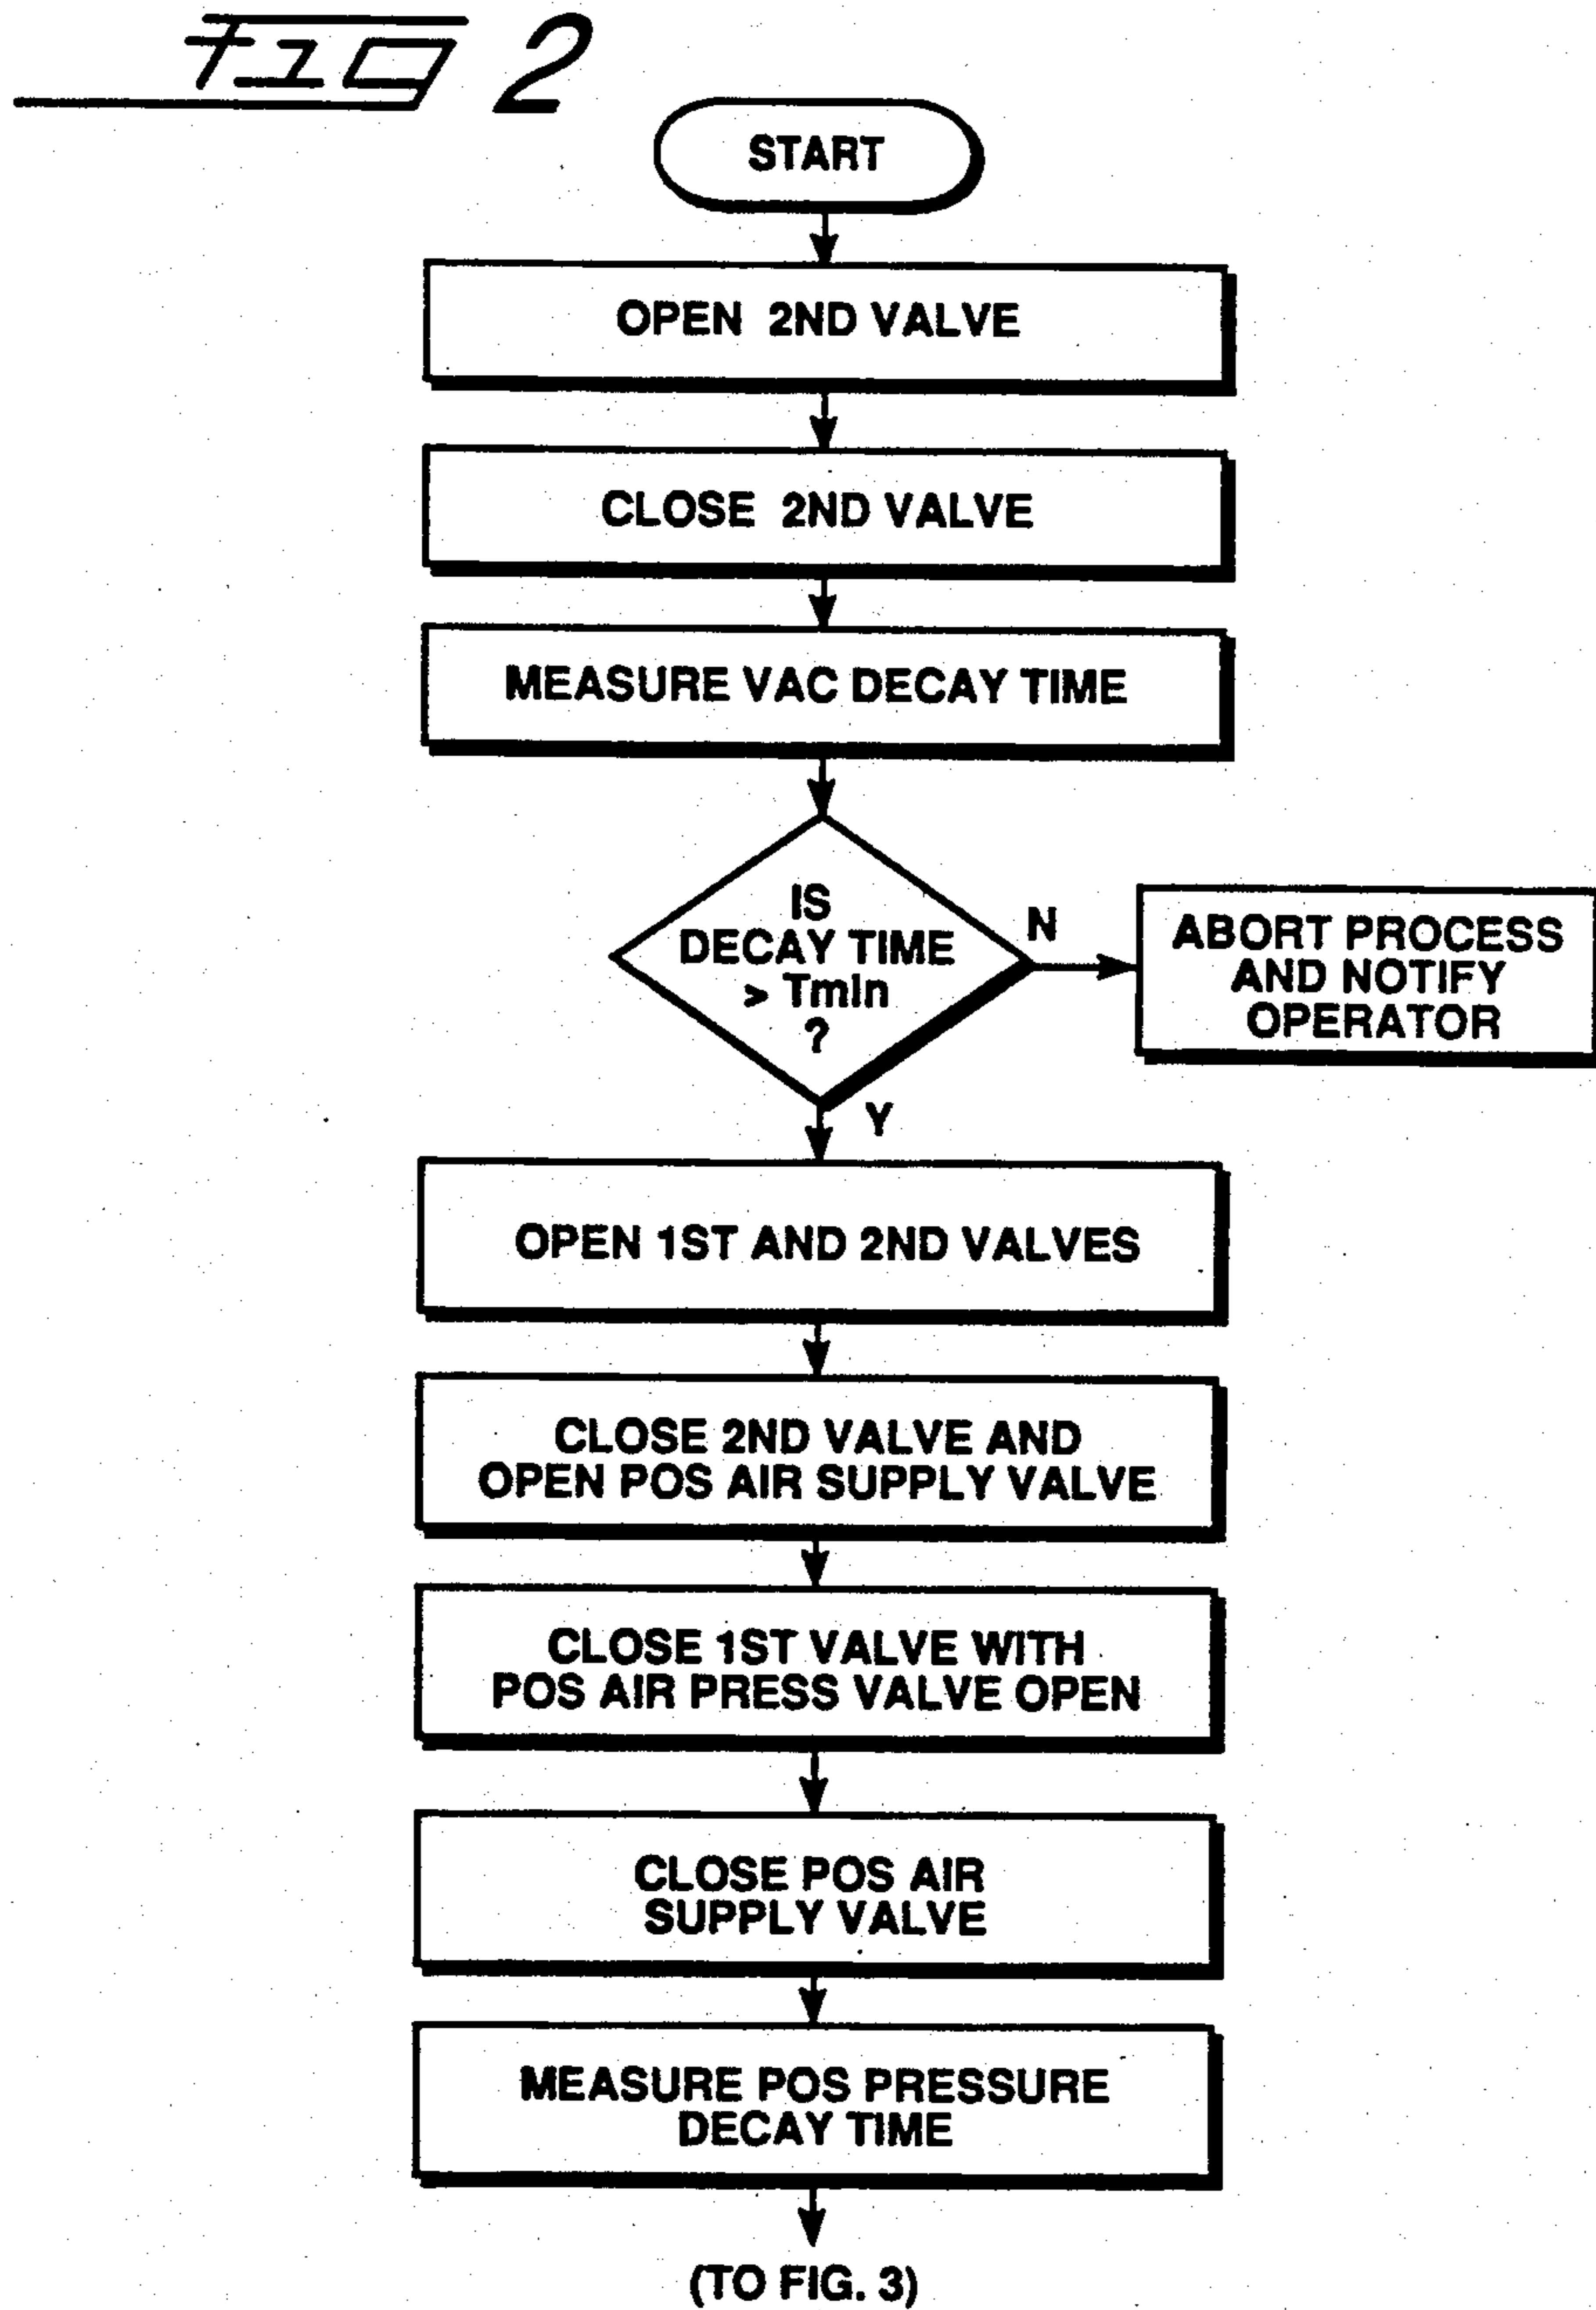 Fig 2
START
OPEN 2ND VALVE
CLOSE 2ND VALVE
MEASURE VAC DECAY TIME
IS
DECAY TIME
> Tmin
?
N
ABORT PROCESS
AND NOTIFY
OPERATOR
Y
OPEN 1ST AND 2ND VALVES
CLOSE 2ND VALVE AND
OPEN POS AIR SUPPLY VALVE
CLOSE 1ST VALVE WITH
POS AIR PRESS VALVE OPEN
CLOSE POS AIR
SUPPLY VALVE
MEASURE POS PRESSURE
DECAY TIME
(TO FIG. 3)